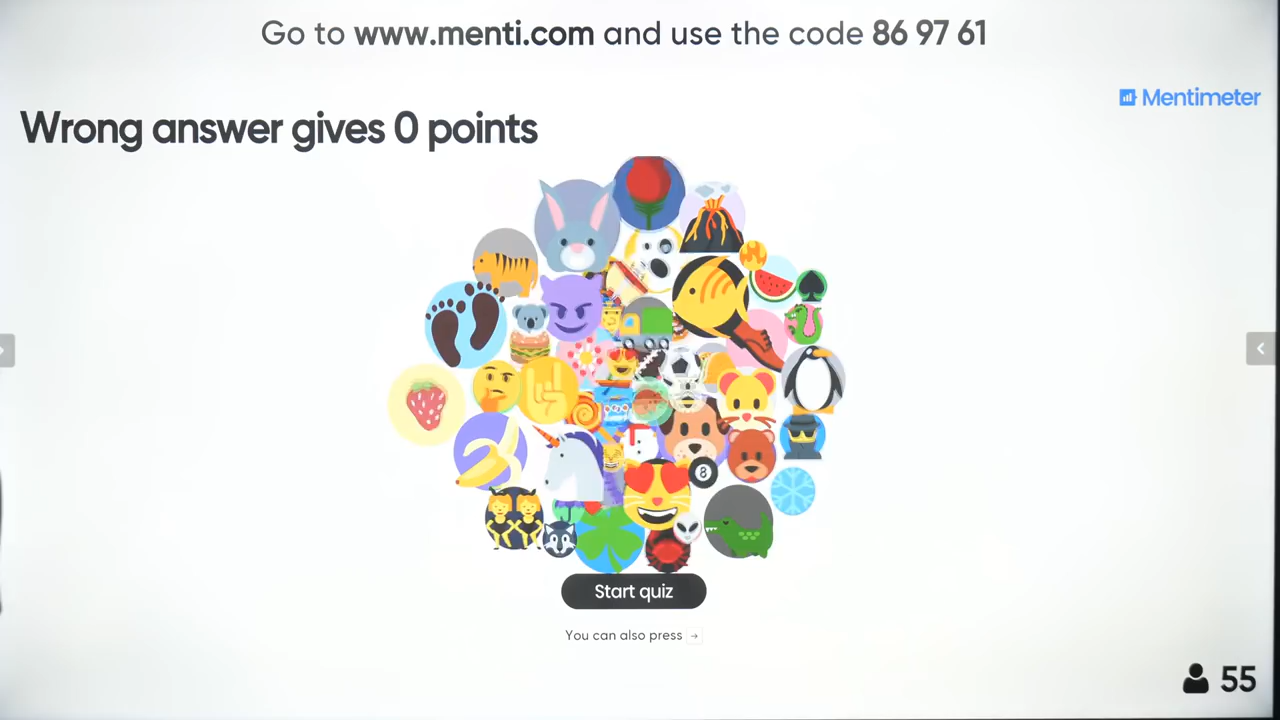 Go to www.menti.com and use the code 86 97 61
Mentimeter
Wrong answer gives 0 points
8
Start quiz
You can also press →
55